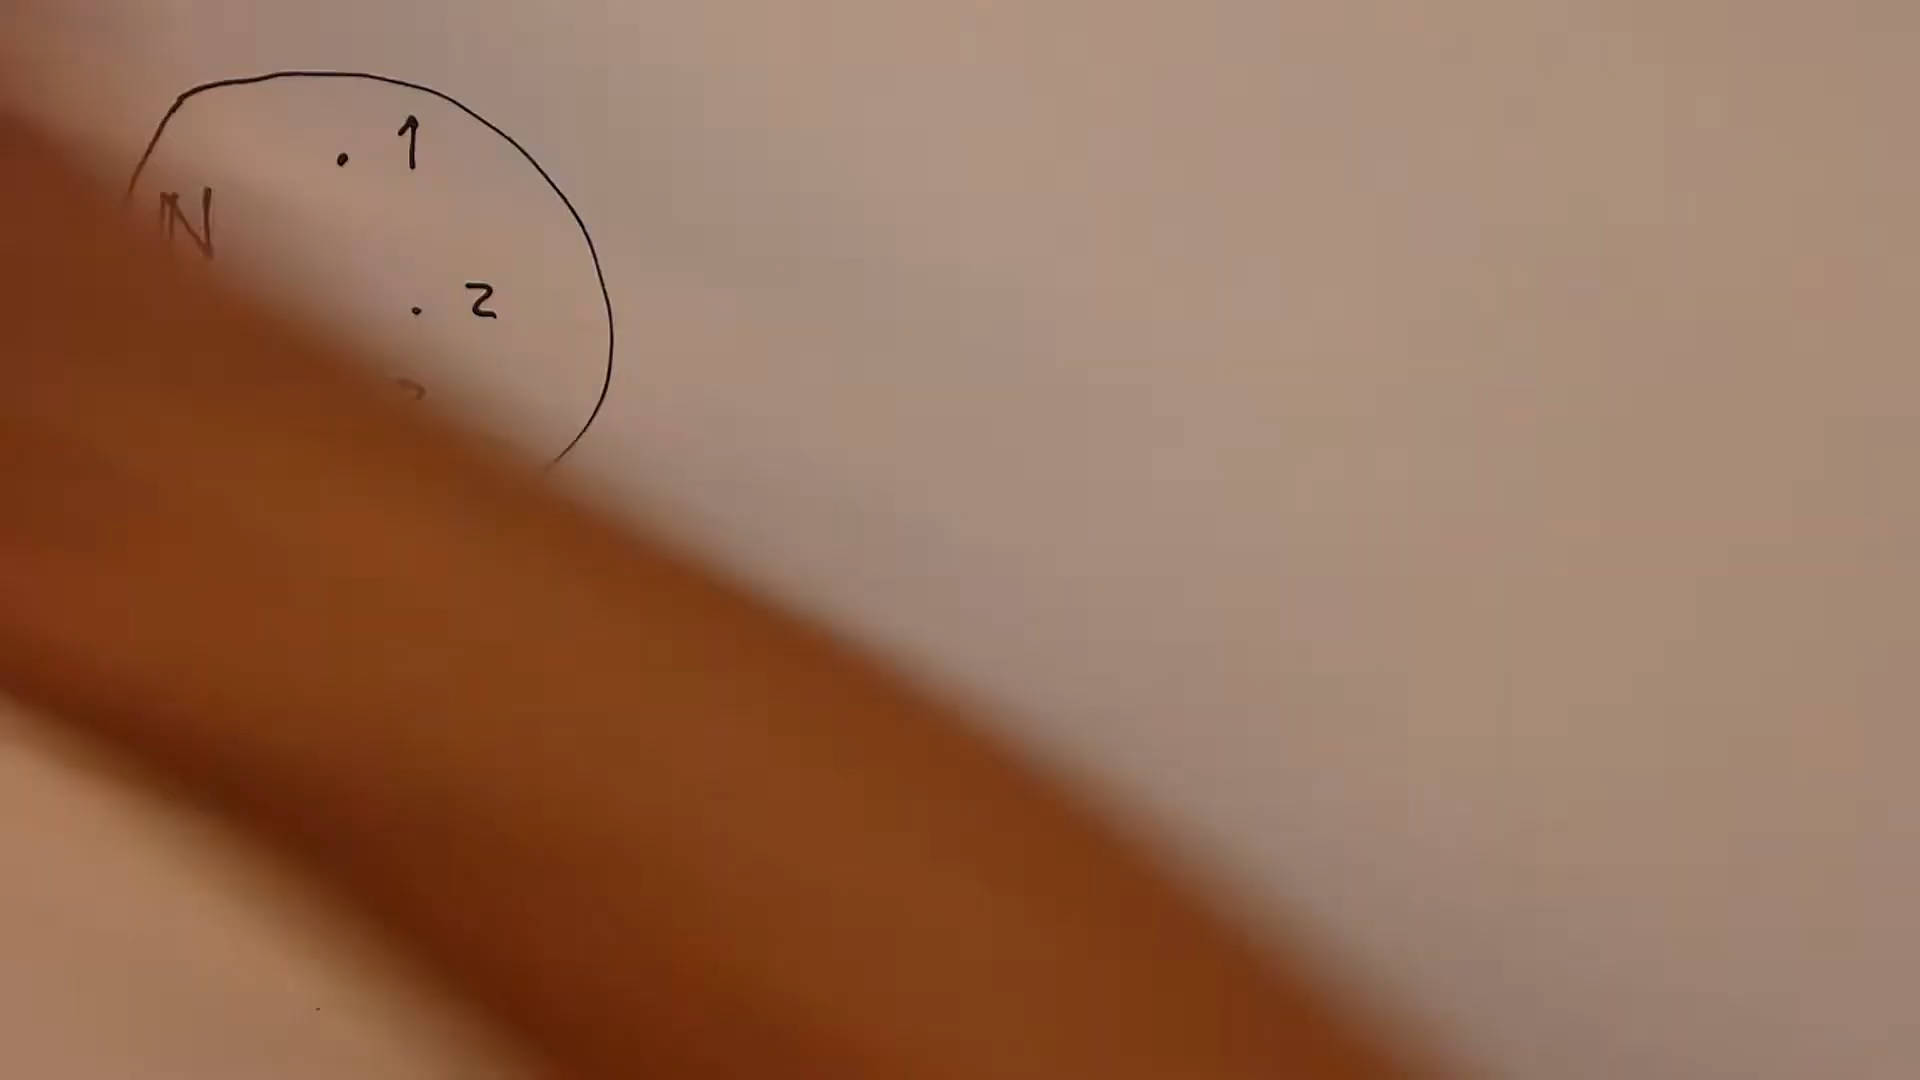 . 1
ℕ
. 2